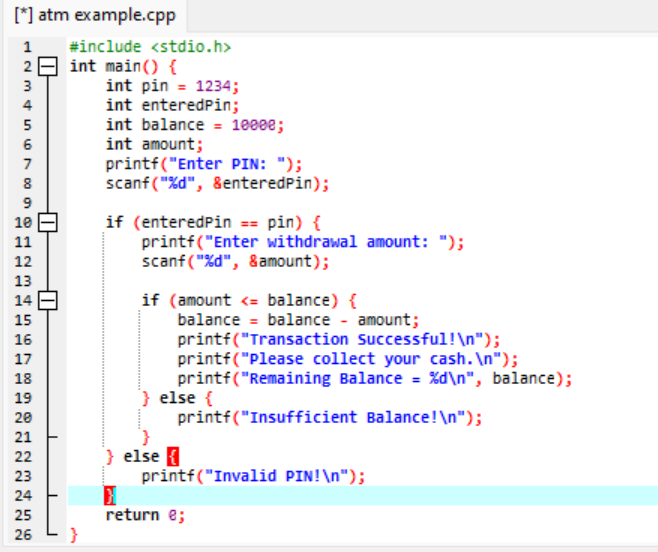 [*] atm example.cpp
1 #include <stdio.h>
2 int main() {
3     int pin = 1234;
4     int enteredPin;
5     int balance = 10000;
6     int amount;
7     printf("Enter PIN: ");
8     scanf("%d", &enteredPin);
9
10     if (enteredPin == pin) {
11         printf("Enter withdrawal amount: ");
12         scanf("%d", &amount);
13
14         if (amount <= balance) {
15             balance = balance - amount;
16             printf("Transaction Successful!\n");
17             printf("Please collect your cash.\n");
18             printf("Remaining Balance = %d\n", balance);
19         } else {
20             printf("Insufficient Balance!\n");
21         }
22     } else {
23         printf("Invalid PIN!\n");
24     }
25     return 0;
26 }